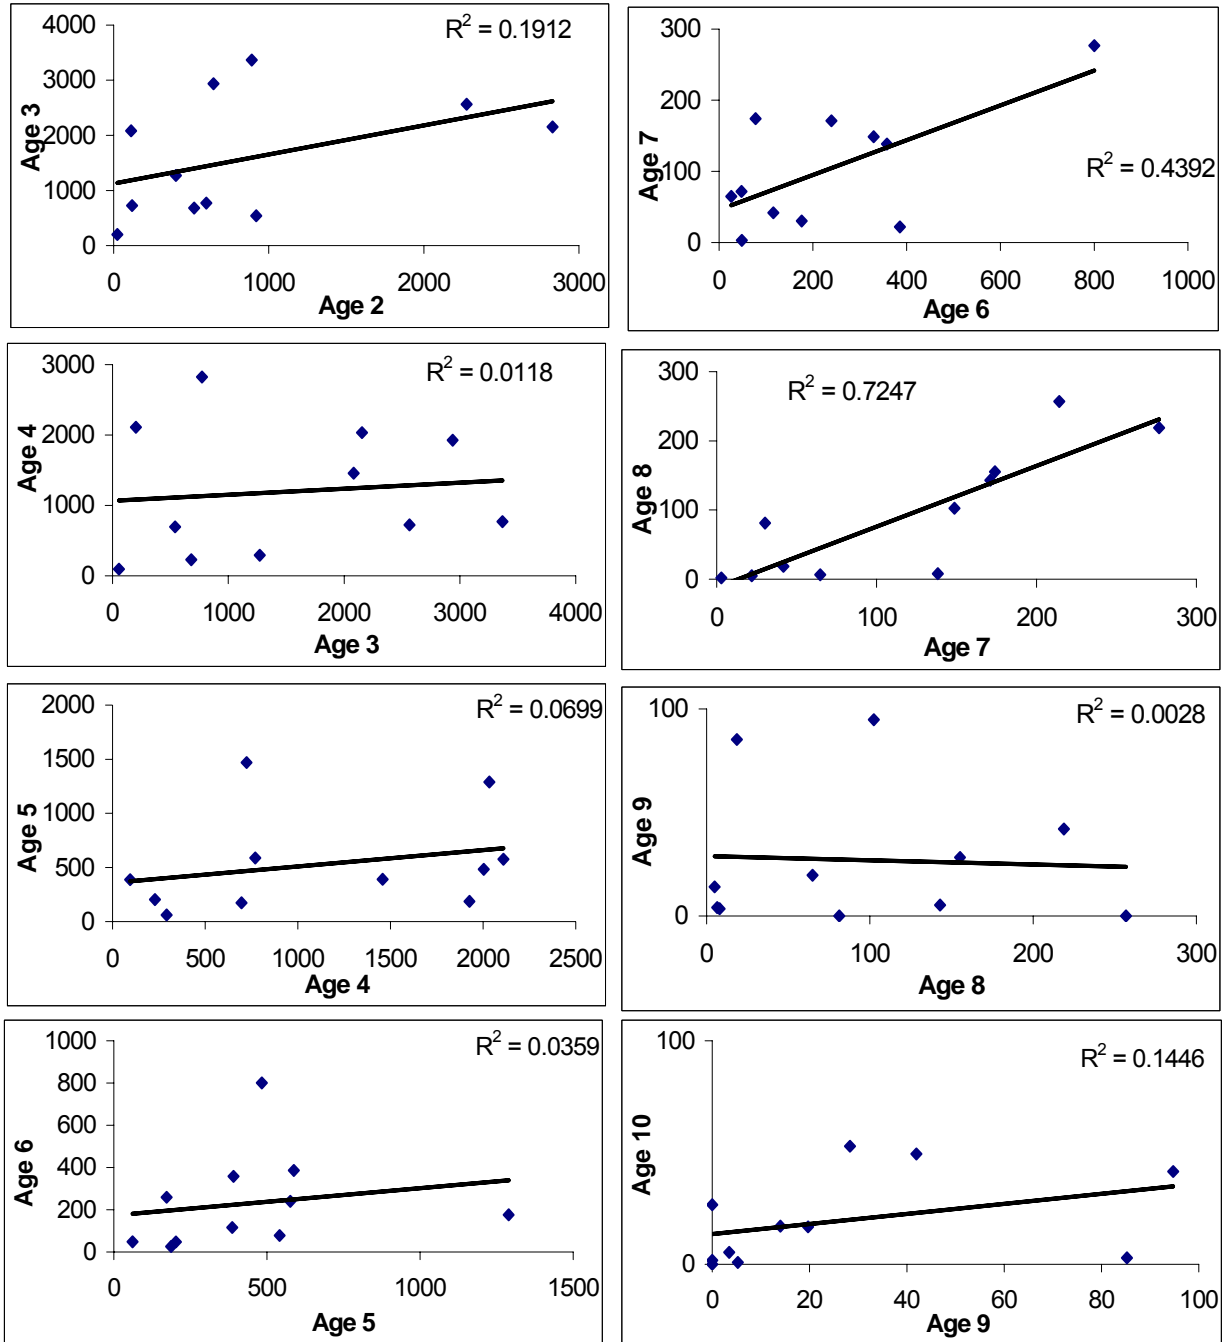 R² = 0.1912
4000
3000
2000
1000
0
Age 3
0 1000 2000 3000
Age 2
R² = 0.4392
300
200
100
0
Age 7
0 200 400 600 800 1000
Age 6
R² = 0.0118
3000
2000
1000
0
Age 4
0 1000 2000 3000 4000
Age 3
R² = 0.7247
300
200
100
0
Age 8
0 100 200 300
Age 7
R² = 0.0699
2000
1500
1000
500
0
Age 5
0 500 1000 1500 2000 2500
Age 4
R² = 0.0028
100
0
Age 9
0 100 200 300
Age 8
R² = 0.0359
1000
800
600
400
200
0
Age 6
0 500 1000 1500
Age 5
R² = 0.1446
100
0
Age 10
0 20 40 60 80 100
Age 9